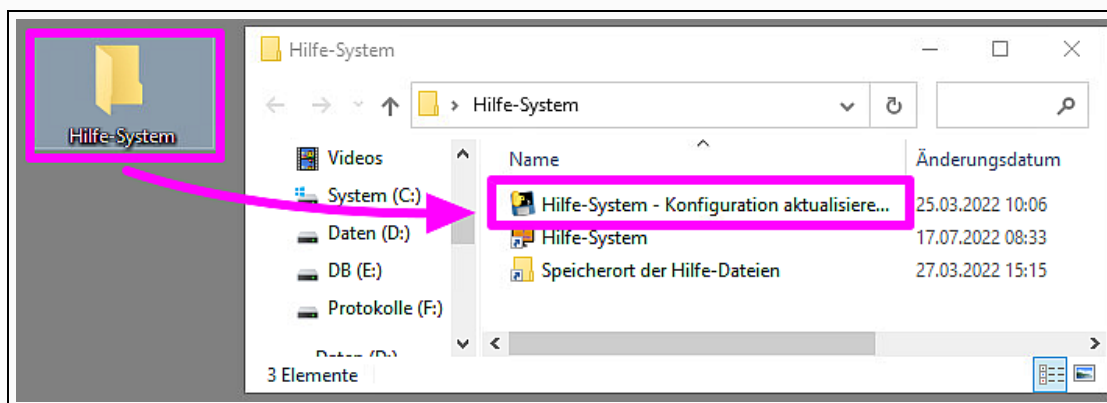 Hilfe-System
Hilfe-System
Hilfe-System
Videos
System (C:)
Daten (D:)
DB (E:)
Protokolle (F:)
Daten (D:)
Name Änderungsdatum
Hilfe-System - Konfiguration aktualisiere... 25.03.2022 10:06
Hilfe-System 17.07.2022 08:33
Speicherort der Hilfe-Dateien 27.03.2022 15:15
3 Elemente